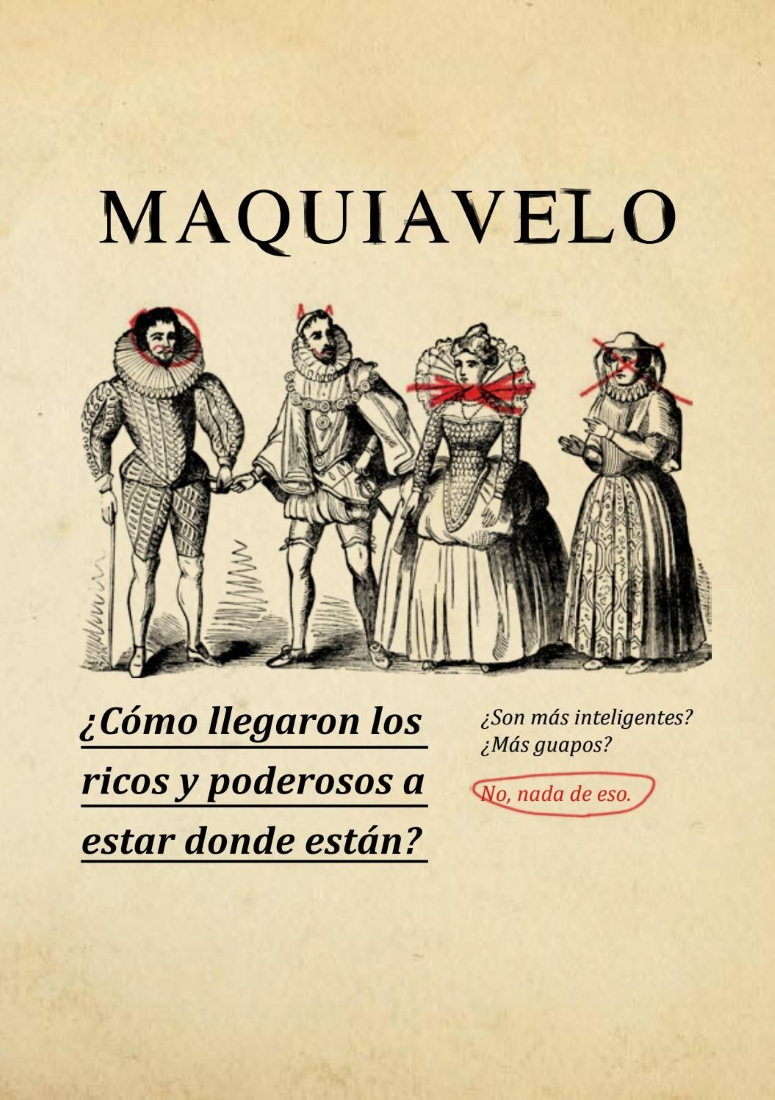 MAQUIAVELO
¿Cómo llegaron los
ricos y poderosos a
estar donde están?
¿Son más inteligentes?
¿Más guapos?
No, nada de eso.